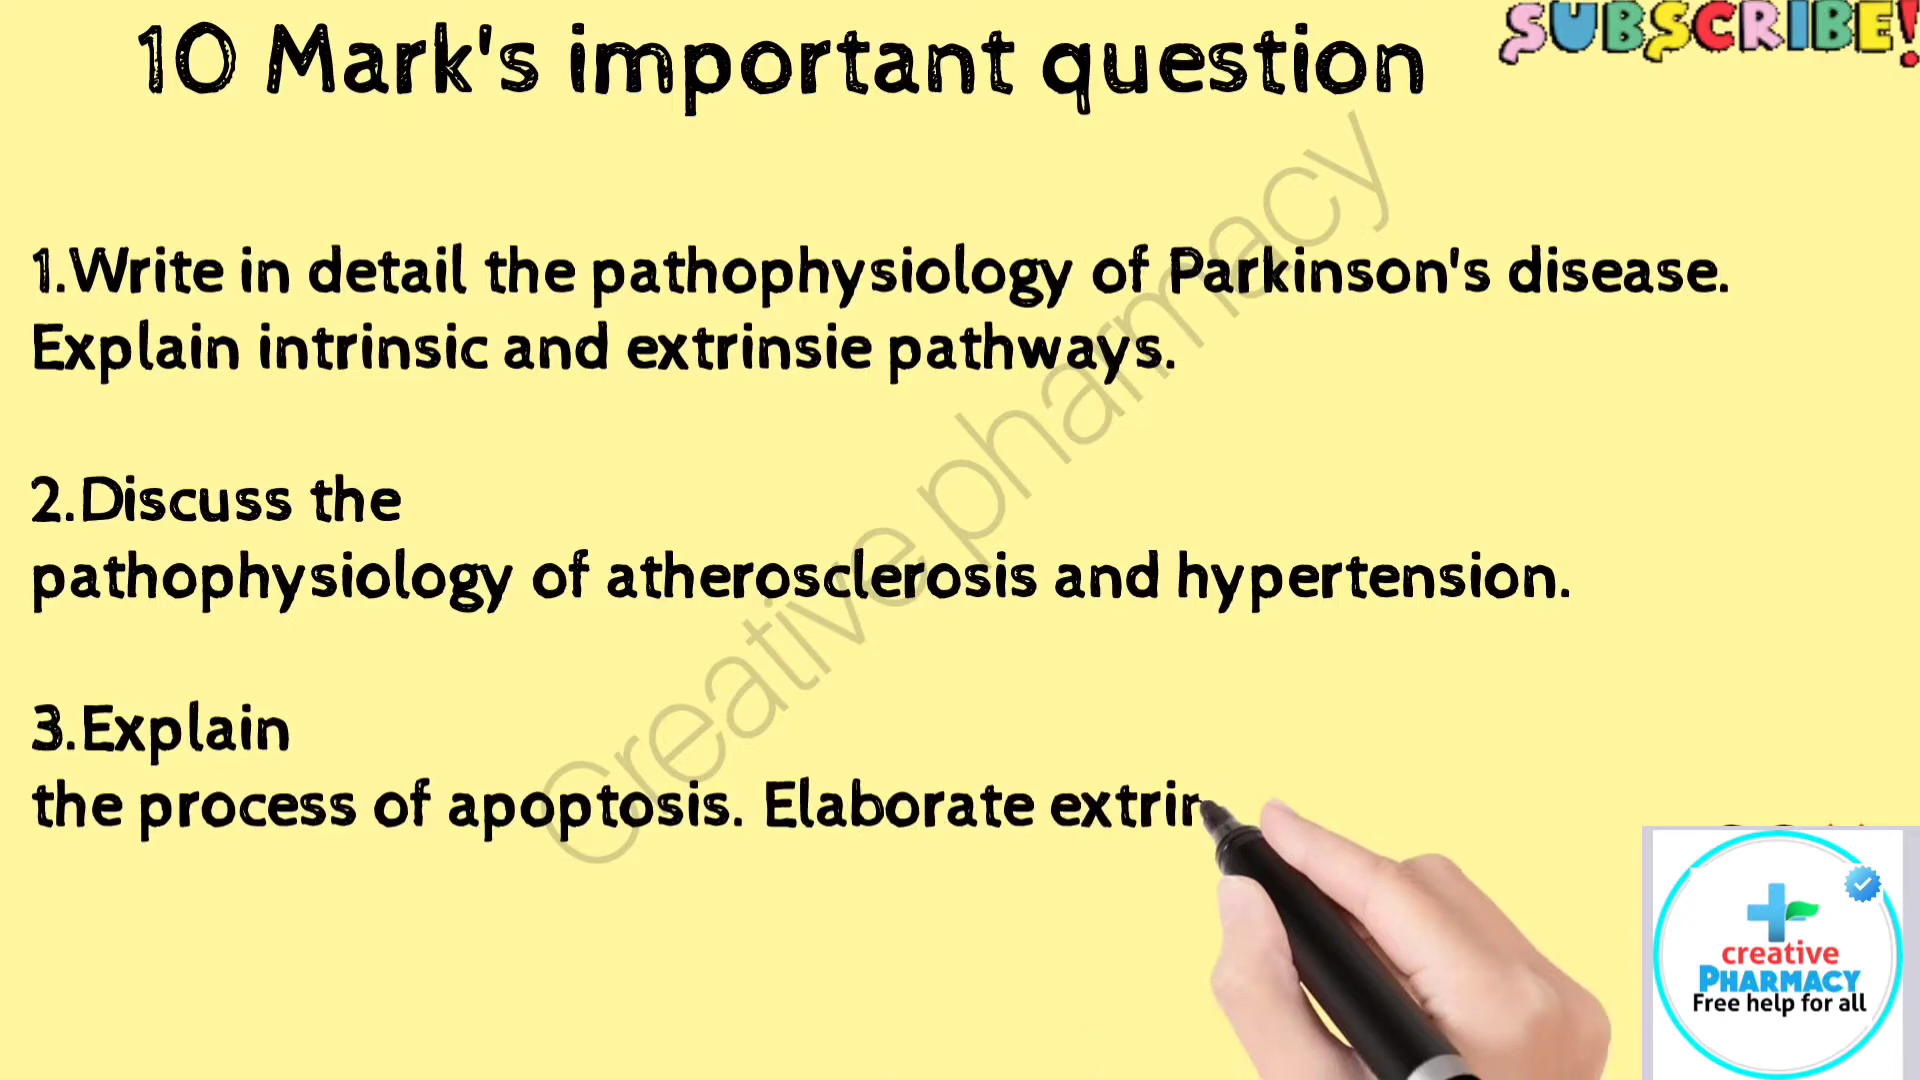 10 Mark's important question
SUBSCRIBE!
1.Write in detail the pathophysiology of Parkinson's disease.
Explain intrinsic and extrinsie pathways.
2.Discuss the
pathophysiology of atherosclerosis and hypertension.
3.Explain
the process of apoptosis. Elaborate extrin
Creative pharmacy
creative
PHARMACY
Free help for all